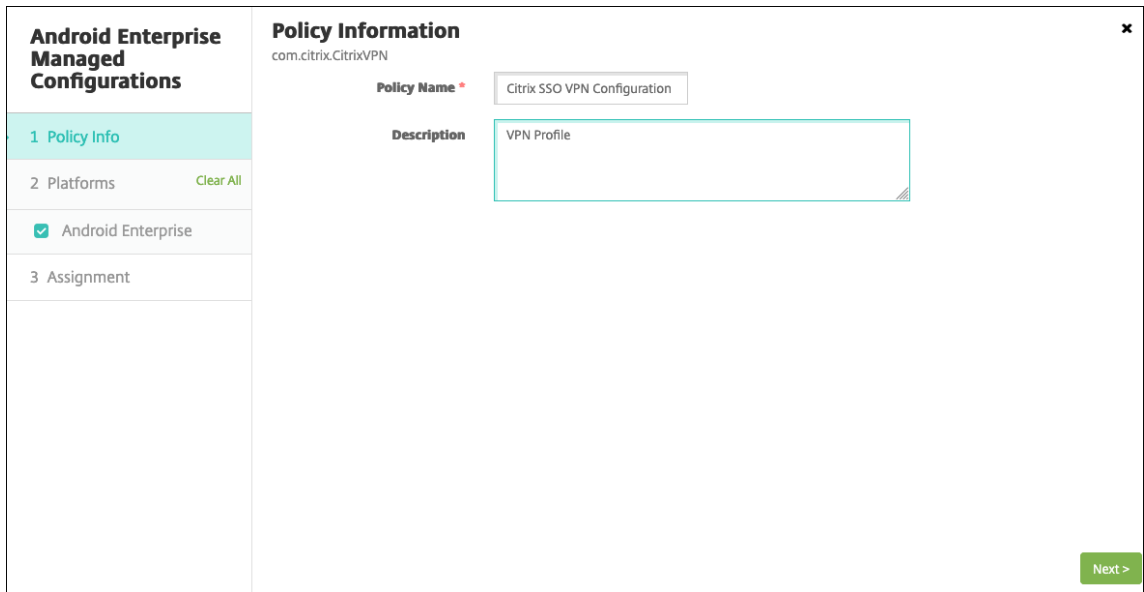 Android Enterprise
Managed
Configurations
1 Policy Info
2 Platforms
Clear All
Android Enterprise
3 Assignment
Policy Information
com.citrix.CitrixVPN
Policy Name *
Citrix SSO VPN Configuration
Description
VPN Profile
Next >